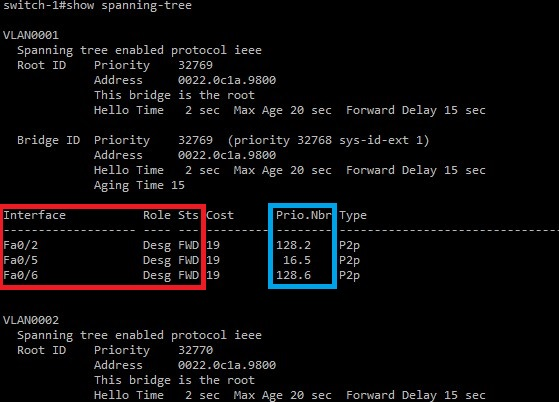 switch-1#show spanning-tree
VLAN0001
Spanning tree enabled protocol ieee
Root ID Priority 32769
Address 0022.0c1a.9800
This bridge is the root
Hello Time 2 sec Max Age 20 sec Forward Delay 15 sec
Bridge ID Priority 32769 (priority 32768 sys-id-ext 1)
Address 0022.0c1a.9800
Hello Time 2 sec Max Age 20 sec Forward Delay 15 sec
Aging Time 15
Interface Role Sts Cost Prio.Nbr Type
------------------- ---- --- --------- -------- --------------------------------
Fa0/2 Desg FWD 19 128.2 P2p
Fa0/5 Desg FWD 19 16.5 P2p
Fa0/6 Desg FWD 19 128.6 P2p
VLAN0002
Spanning tree enabled protocol ieee
Root ID Priority 32770
Address 0022.0c1a.9800
This bridge is the root
Hello Time 2 sec Max Age 20 sec Forward Delay 15 sec